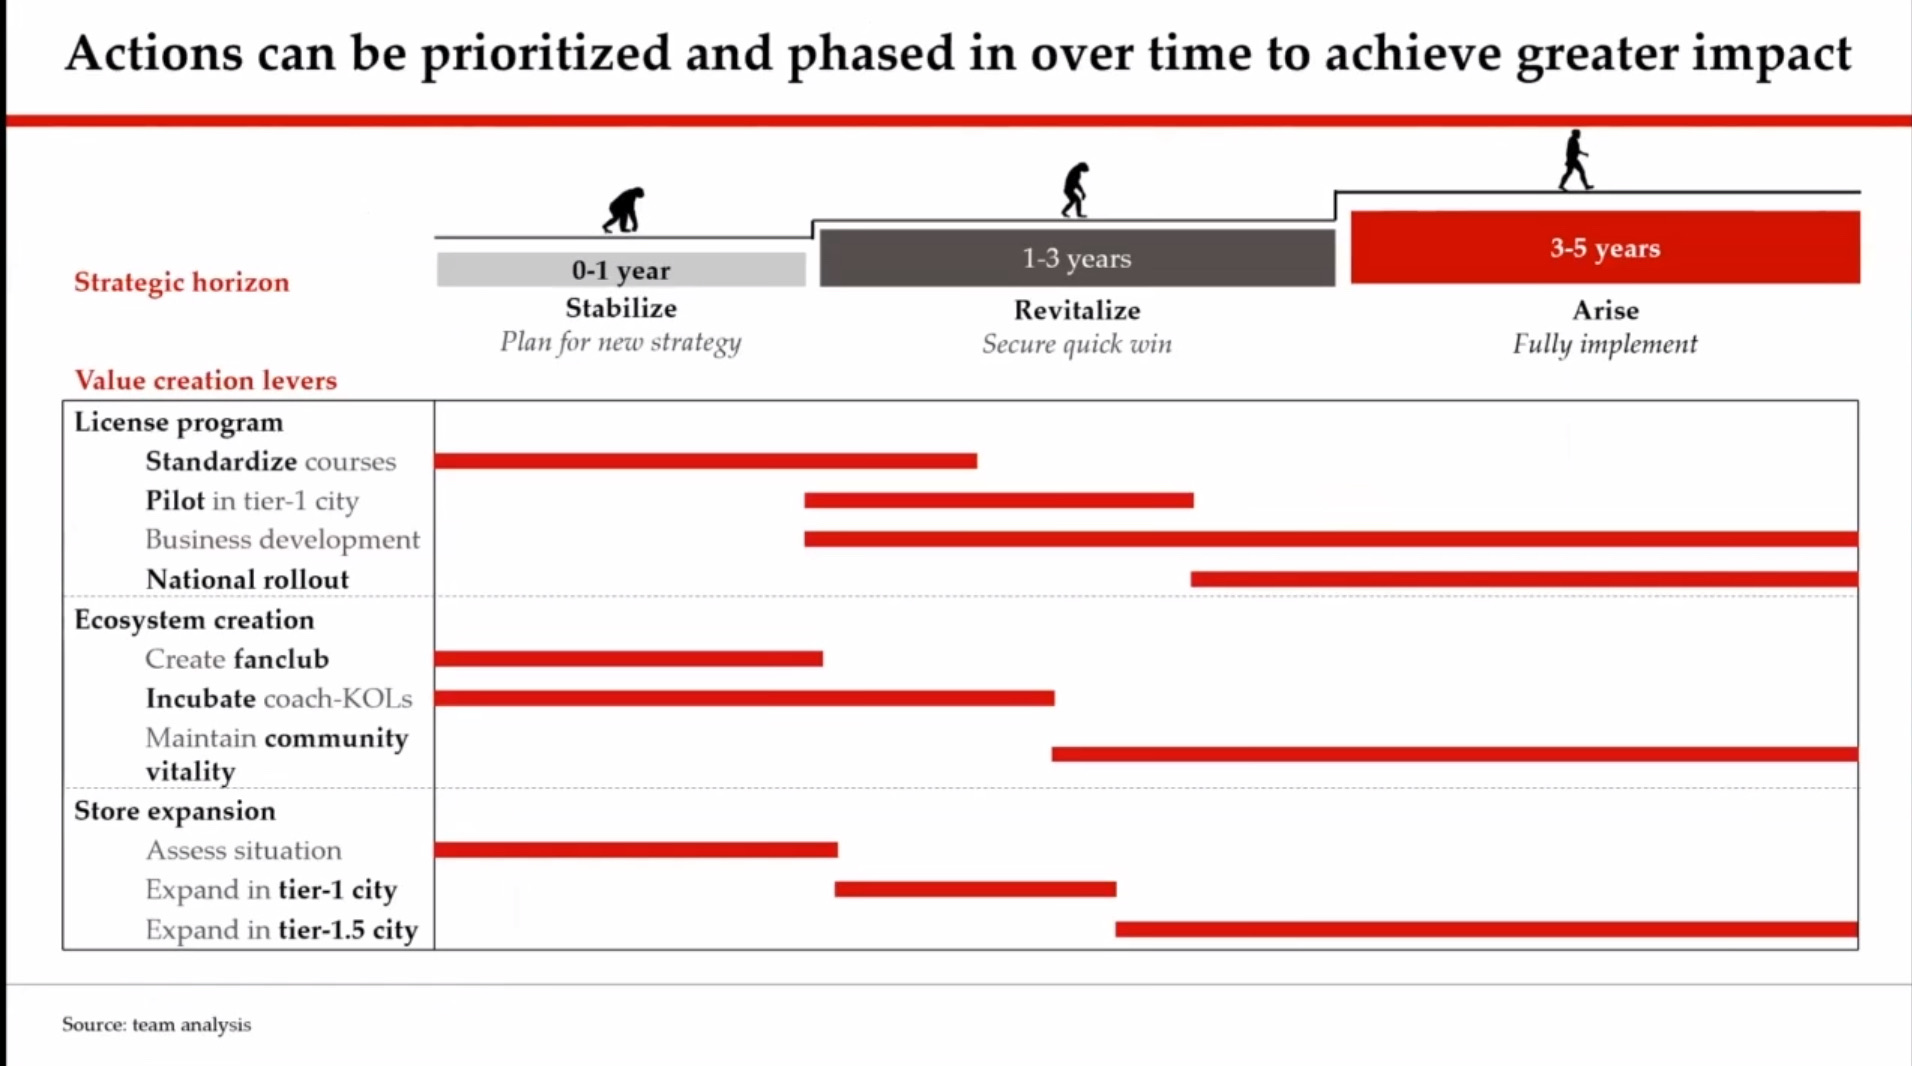 Actions can be prioritized and phased in over time to achieve greater impact
Strategic horizon
0-1 year
1-3 years
3-5 years
Stabilize
Revitalize
Arise
Plan for new strategy
Secure quick win
Fully implement
Value creation levers
License program
Standardize courses
Pilot in tier-1 city
Business development
National rollout
Ecosystem creation
Create fanclub
Incubate coach-KOLs
Maintain community
vitality
Store expansion
Assess situation
Expand in tier-1 city
Expand in tier-1.5 city
Source: team analysis